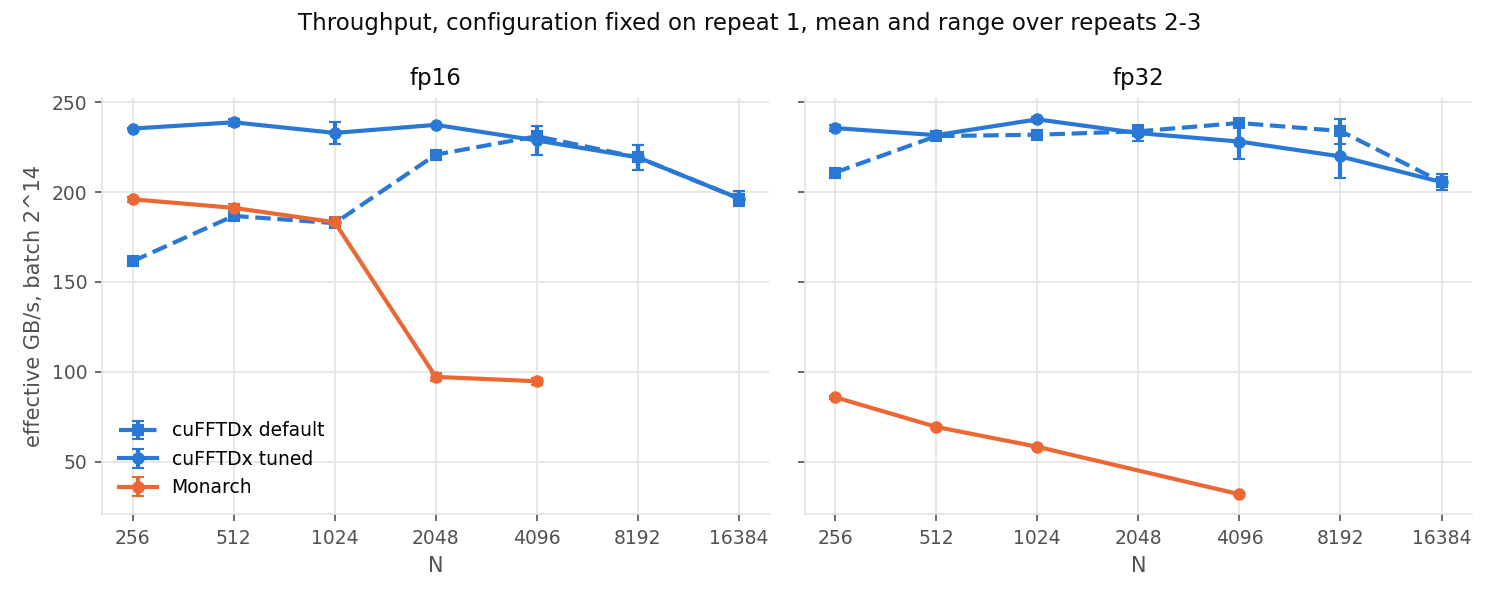 Throughput, configuration fixed on repeat 1, mean and range over repeats 2-3
fp16
fp32
effective GB/s, batch 2^14
250
200
150
100
50
cuFFTDx default
cuFFTDx tuned
Monarch
256 512 1024 2048 4096 8192 16384
256 512 1024 2048 4096 8192 16384
N
N